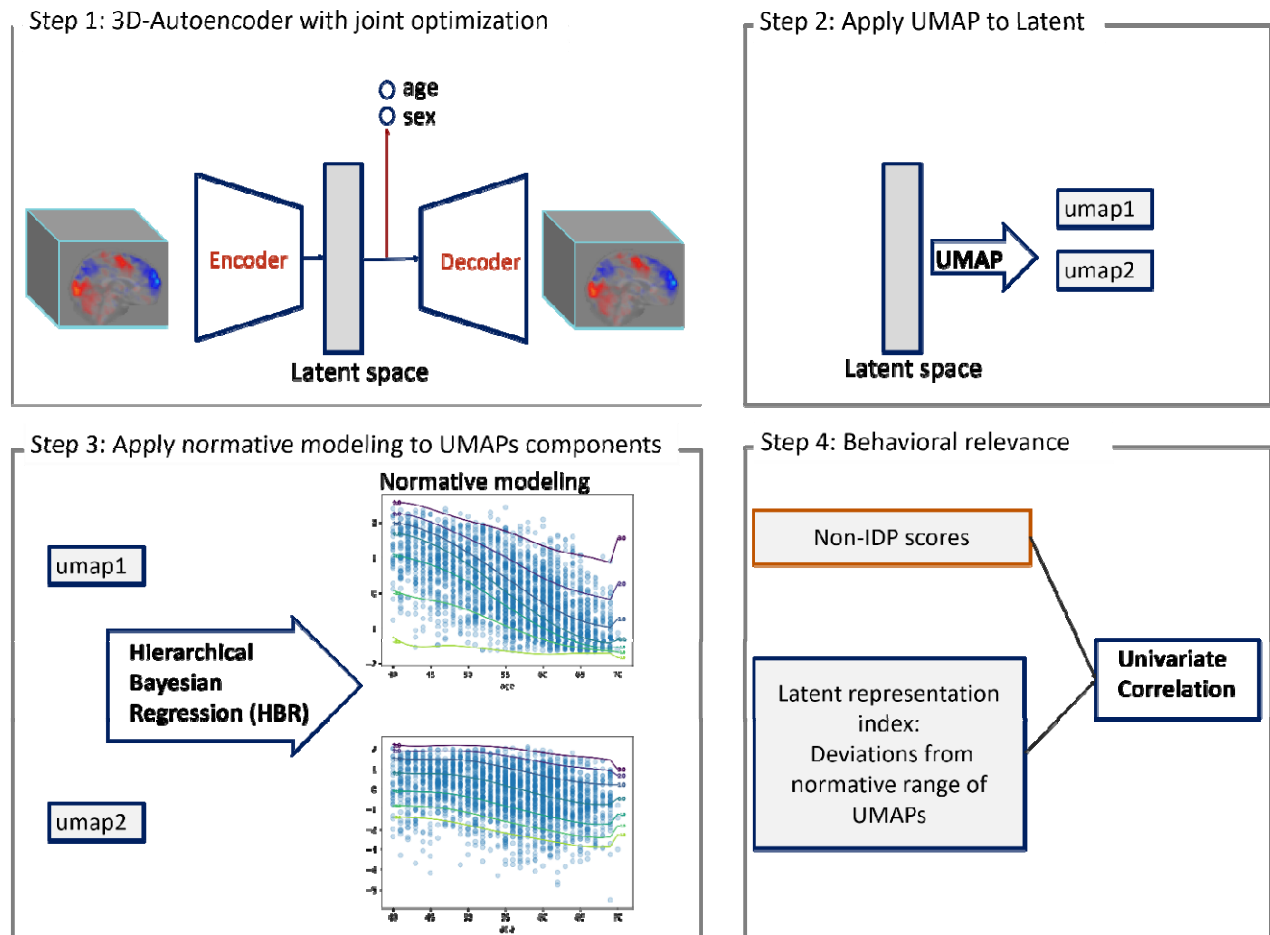 Step 1: 3D-Autoencoder with joint optimization
age
sex
Encoder
Decoder
Latent space
Step 2: Apply UMAP to Latent
UMAP
umap1
umap2
Latent space
Step 3: Apply normative modeling to UMAPs components
Normative modeling
umap1
Hierarchical
Bayesian
Regression (HBR)
umap2
age
Step 4: Behavioral relevance
Non-IDP scores
Latent representation
index:
Deviations from
normative range of
UMAPs
Univariate
Correlation